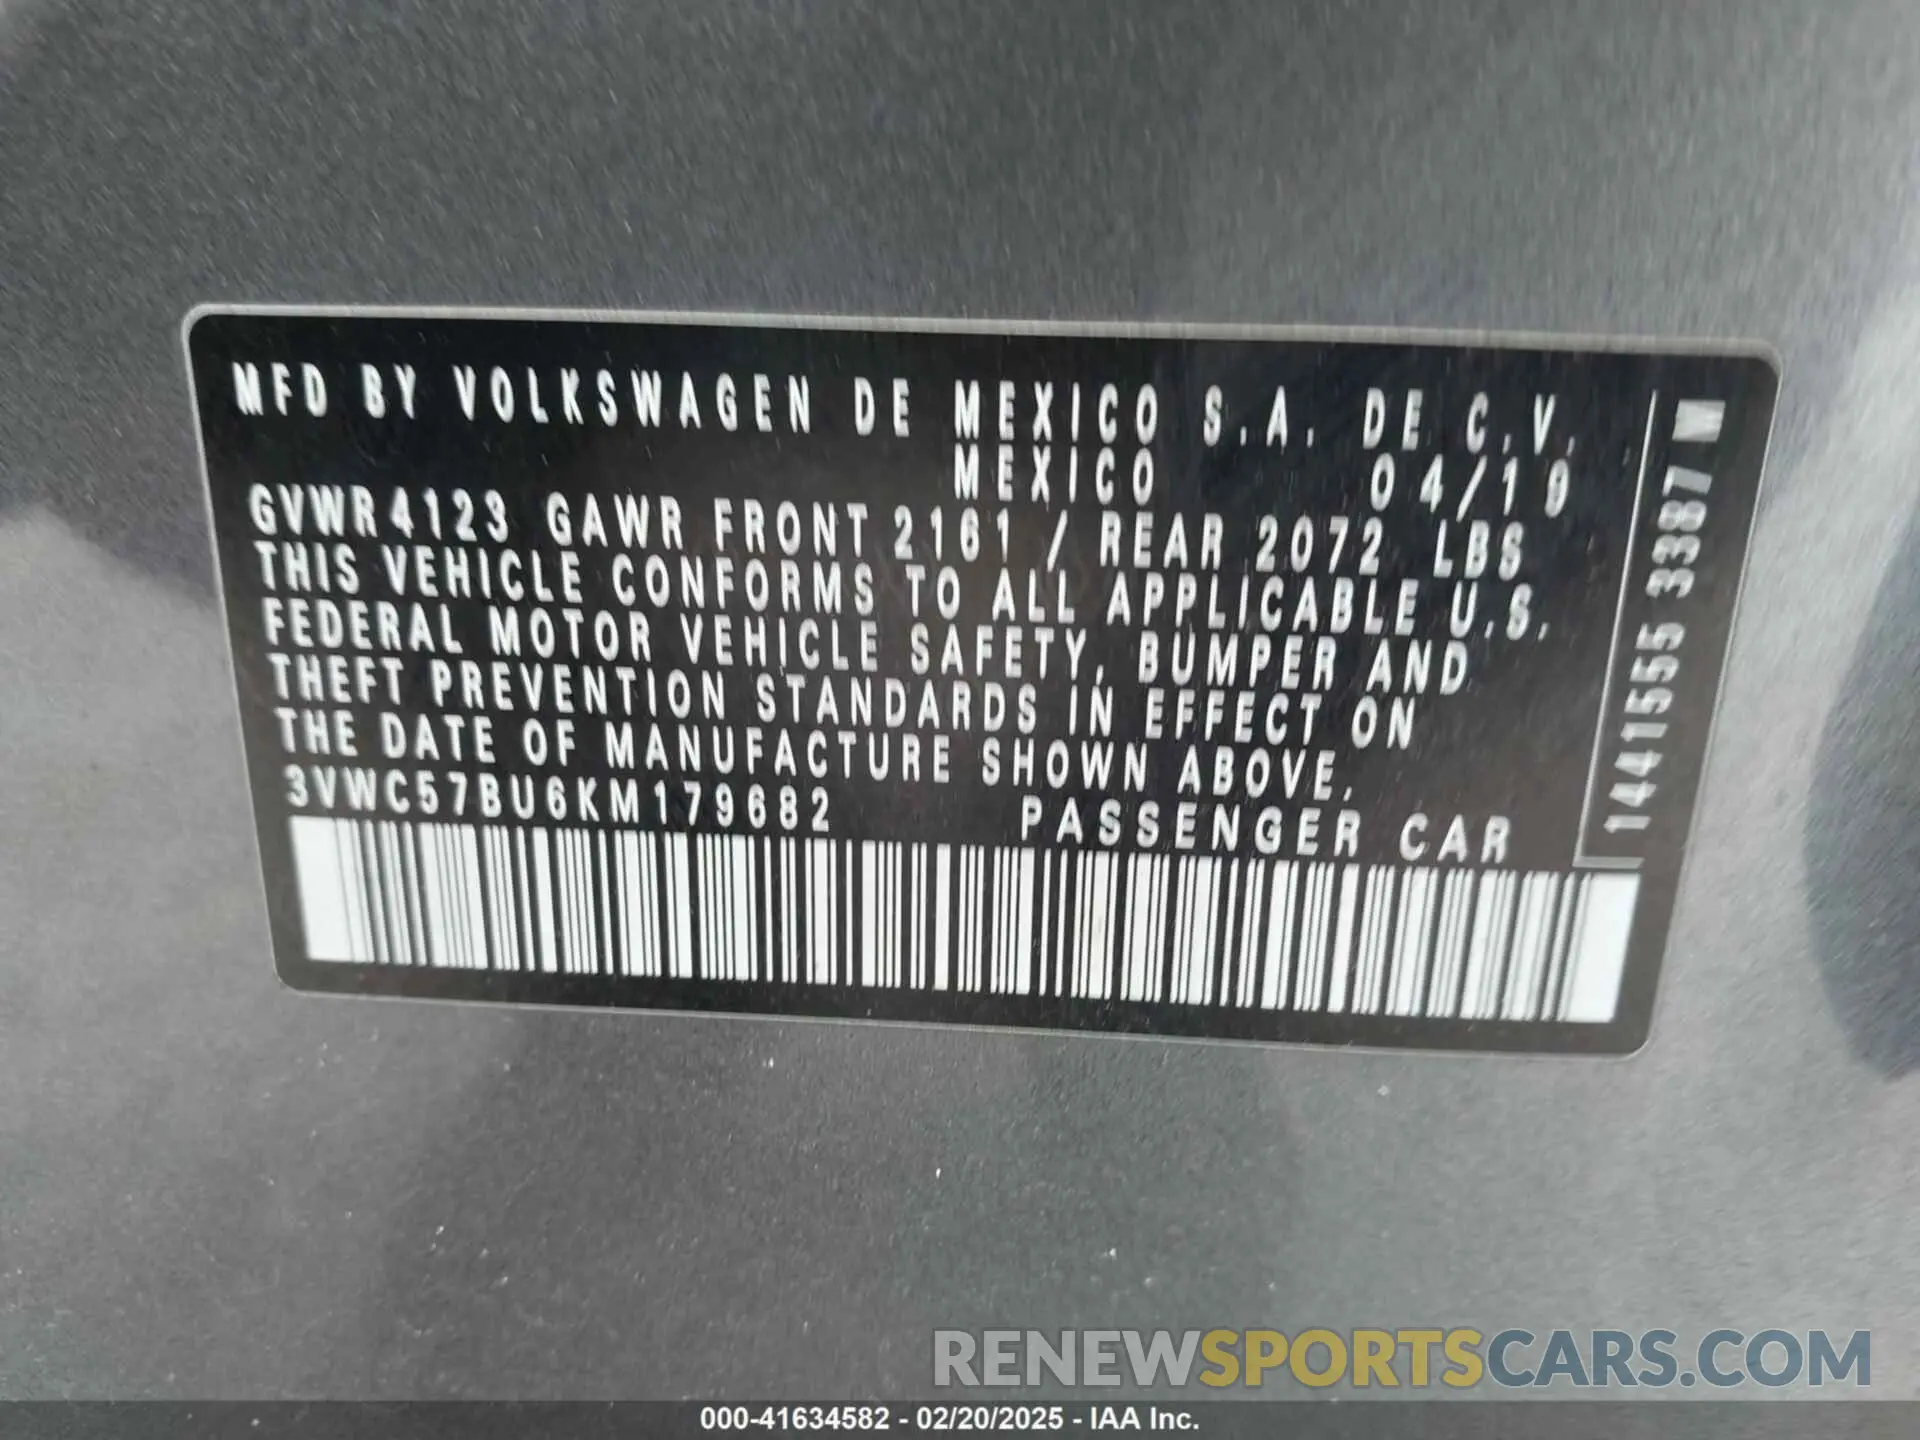 MFD BY VOLKSWAGEN DE MEXICO S.A. DE C.V.
MEXICO 04/19
GVWR 4123 GAWR FRONT 2161 / REAR 2072 LBS
THIS VEHICLE CONFORMS TO ALL APPLICABLE U.S.
FEDERAL MOTOR VEHICLE SAFETY, BUMPER AND
THEFT PREVENTION STANDARDS IN EFFECT ON
THE DATE OF MANUFACTURE SHOWN ABOVE.
3VWC57BU6KM179682 PASSENGER CAR
1441555 3387 M
RENEWSPORTSCARS.COM
000-41634582 - 02/20/2025 - IAA Inc.